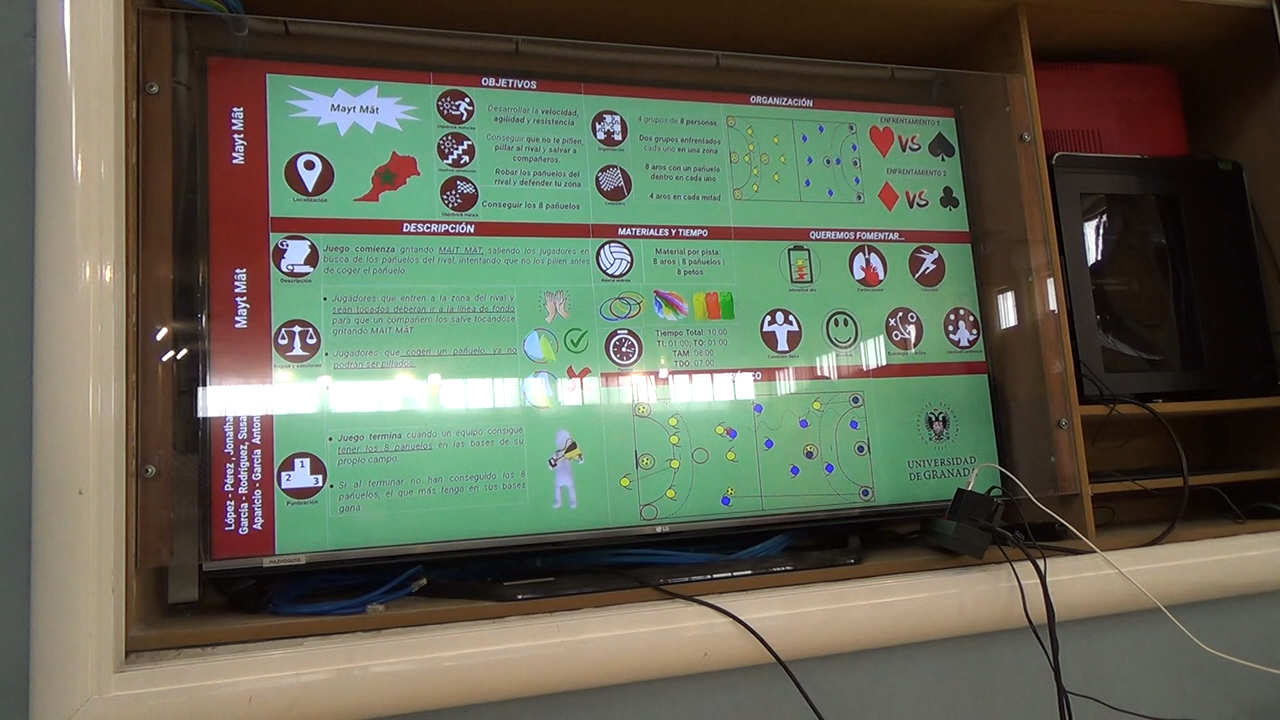 Mayt Mât
Mayt Mât
López - Pérez, Jonatha
García - Rodríguez, Susa
Aparicio - García Anton
Mayt Mât
Localización
OBJETIVOS
Desarrollar la velocidad,
agilidad y resistencia
Conseguir que no te pillen,
pillar al rival y salvar a
compañeros.
Robar los pañuelos del
rival y defender tu zona
Conseguir los 8 pañuelos
ORGANIZACIÓN
Organización
4 grupos de 8 personas.
Dos grupos enfrentados
cada uno en una zona
8 aros con un pañuelo
dentro en cada uno
4 aros en cada mitad
ENFRENTAMIENTO 1
VS
ENFRENTAMIENTO 2
VS
DESCRIPCIÓN
Descripción
Juego comienza gritando MAIT MÁT, saliendo los jugadores en
busca de los pañuelos del rival, intentando que no los pillen antes
de coger el pañuelo
Jugadores que entren a la zona del rival y
sean tocados deberán ir a la línea de fondo
para que un compañero los salve tocándose
gritando MAIT MÁT.
Jugadores que cogen un pañuelo ya no
podrán ser pillados.
Puntuación
1
2
3
Juego termina cuando un equipo consigue
tener los 8 pañuelos en las bases de su
propio campo.
Si al terminar no han conseguido los 8
pañuelos, el que más tenga en sus bases
gana.
MATERIALES Y TIEMPO
Material por pista:
8 aros | 8 pañuelos |
8 petos
Tiempo Total: 10:00
TI: 01:00; TO: 01:00
TAM: 08:00
TDO: 07:00
QUEREMOS FOMENTAR...
UNIVERSIDAD
DE GRANADA
LG